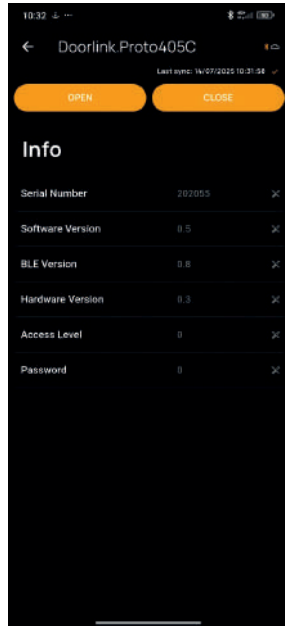 10:32
Doorlink.Proto405C
Last sync: 14/07/2025 10:31:58
OPEN CLOSE
Info
Serial Number 202055
Software Version 0.5
BLE Version 0.8
Hardware Version 0.3
Access Level 0
Password 0